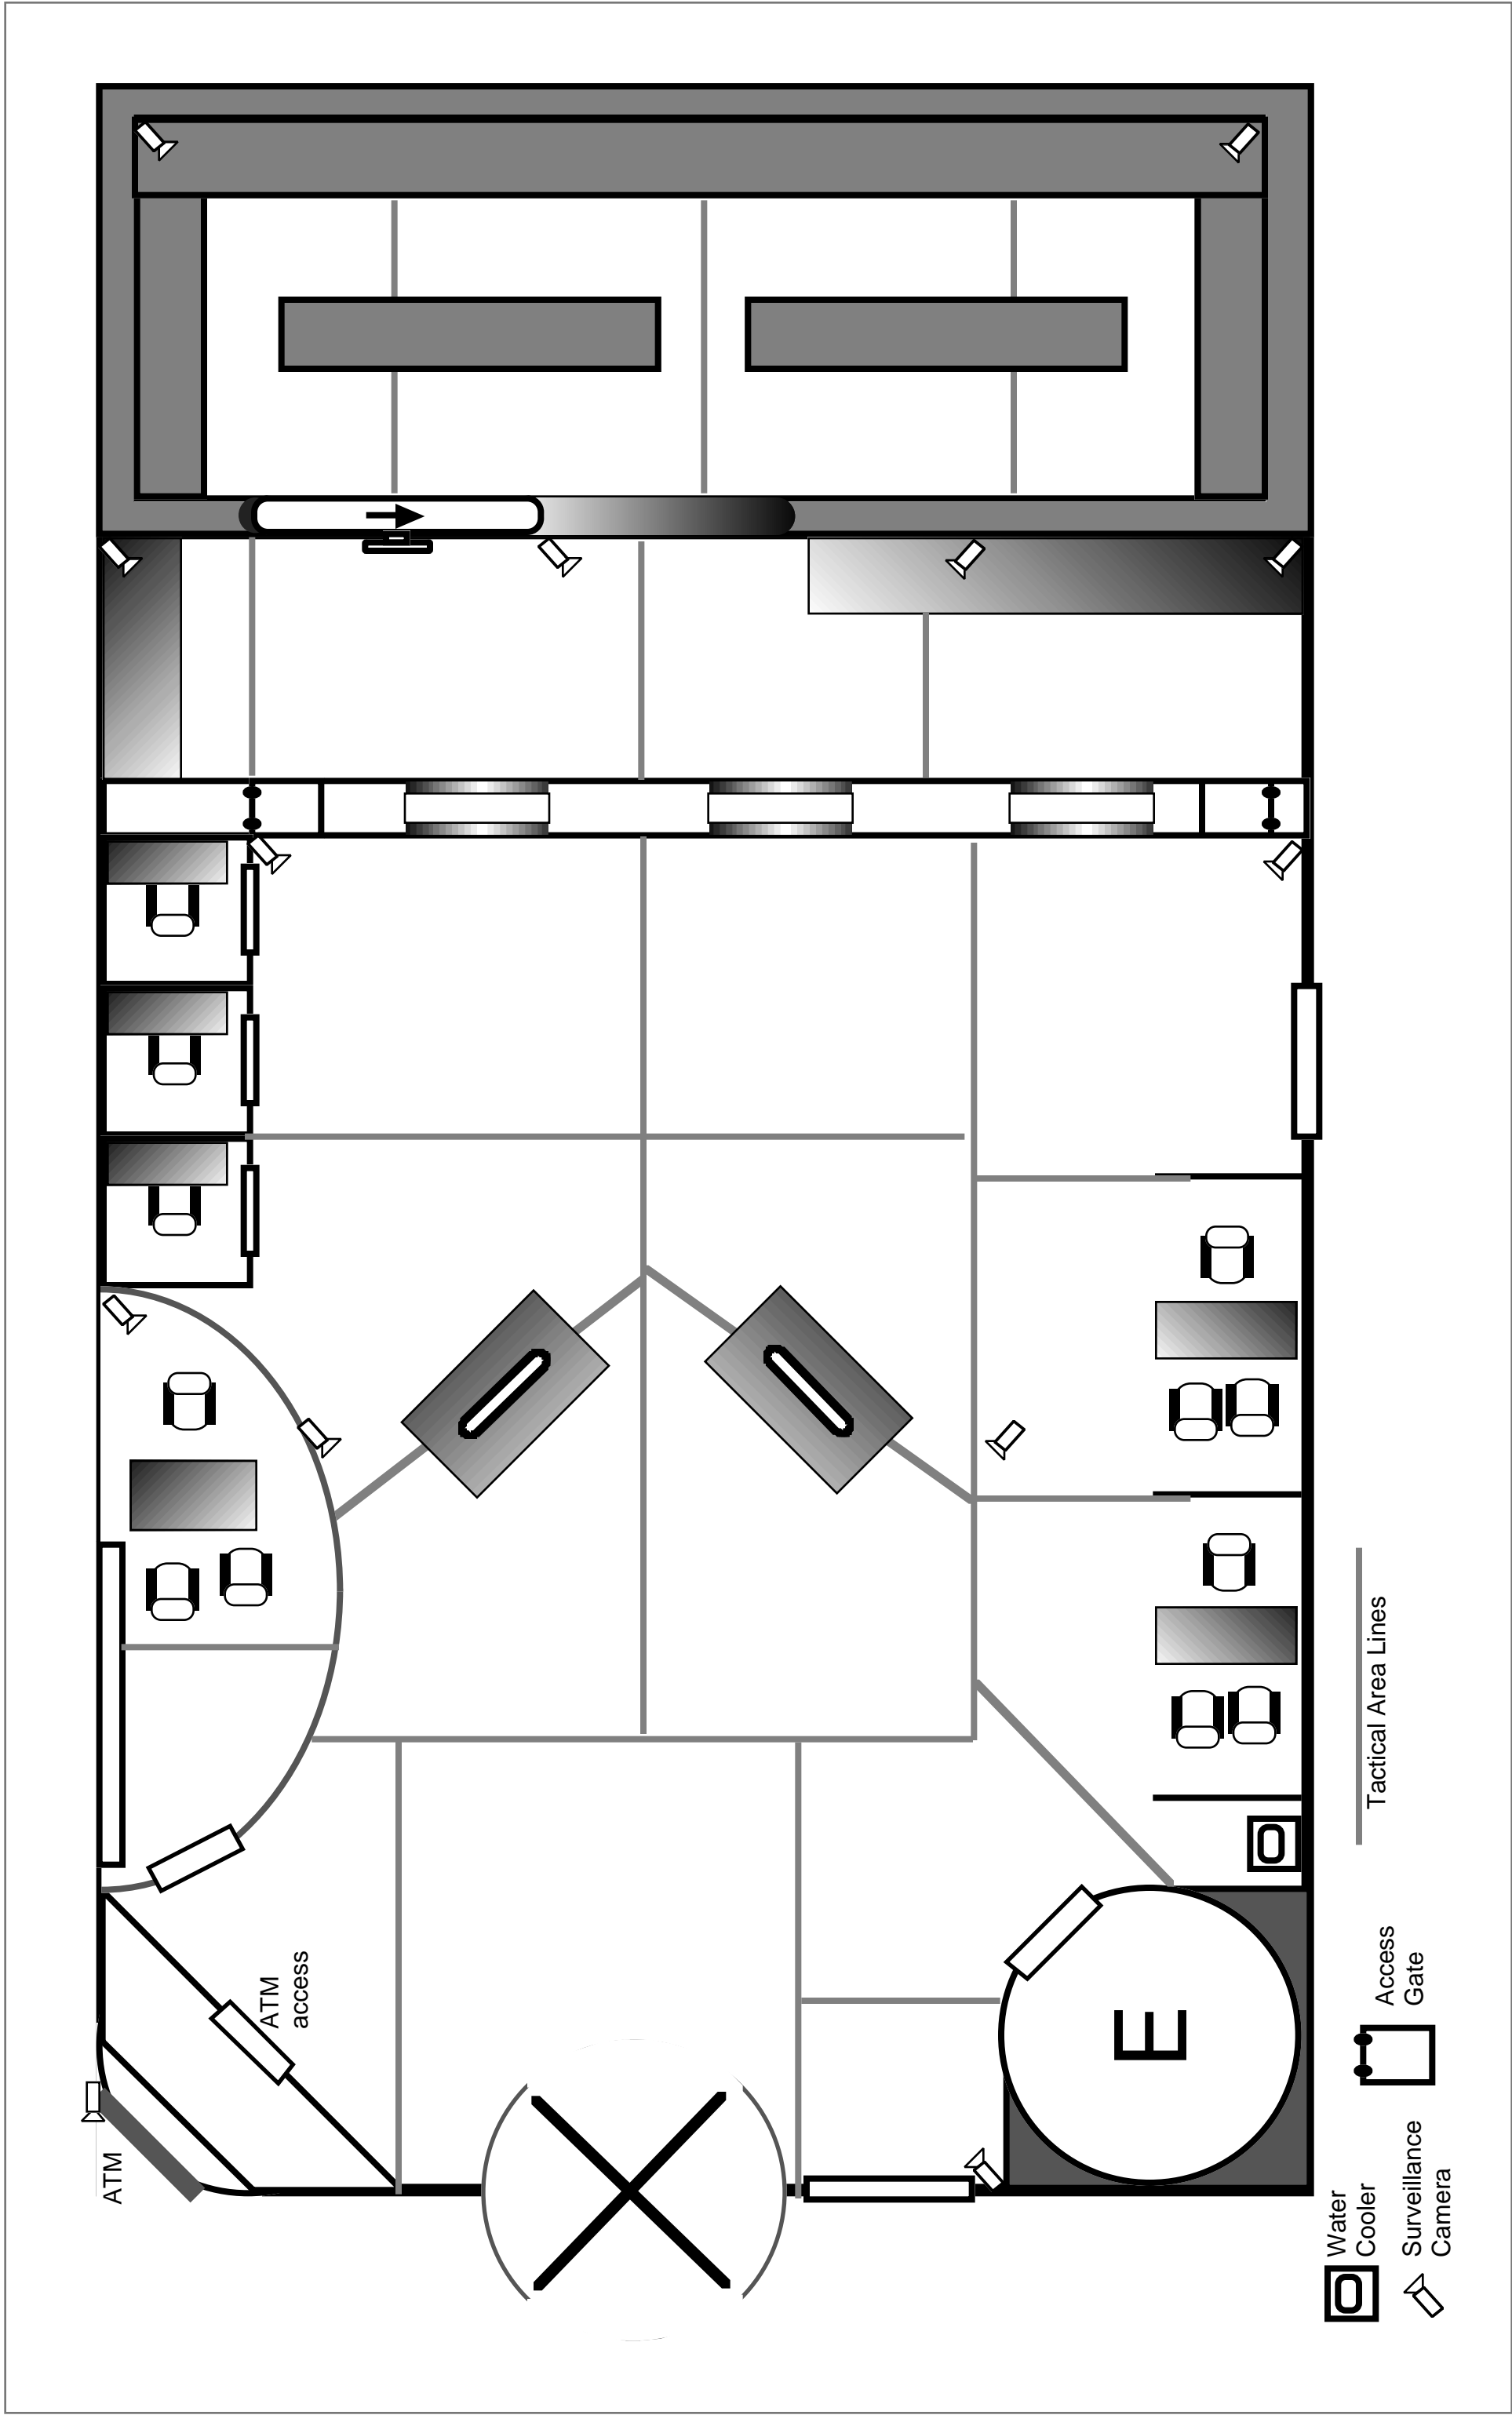 Tactical Area Lines
ATM
access
Access
Gate
E
ATM
Water
Cooler
Surveillance
Camera